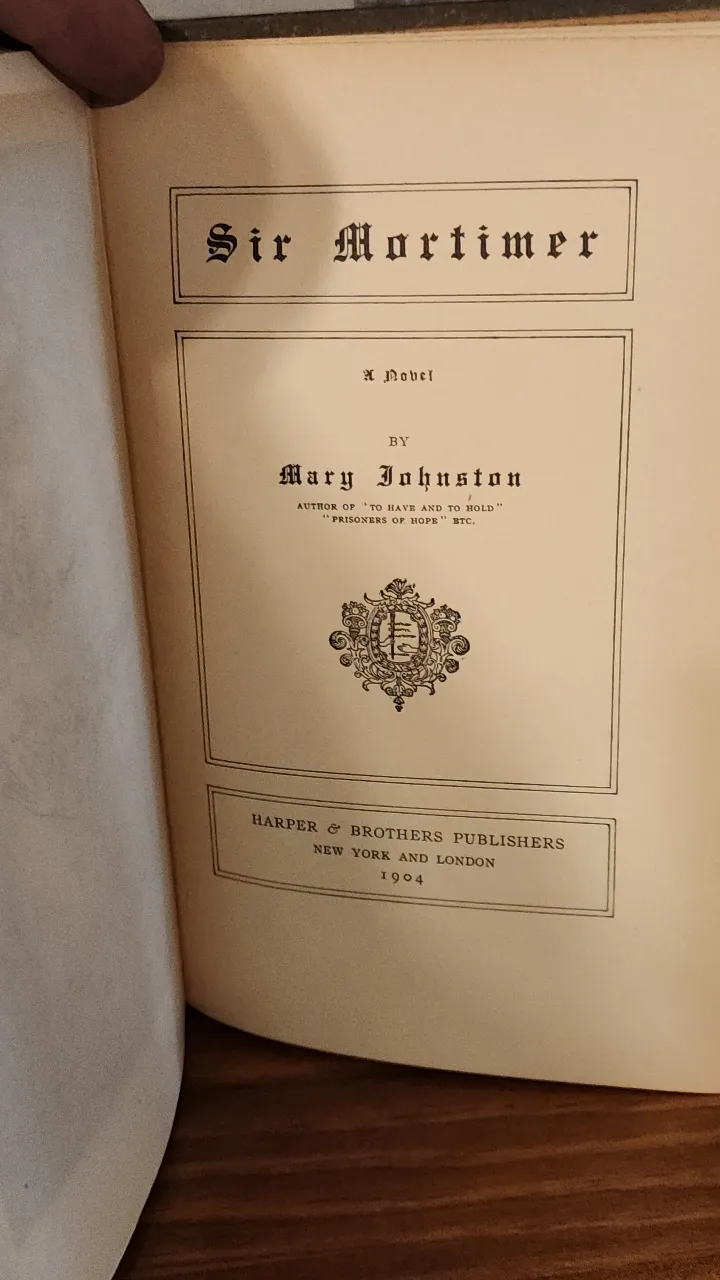 Sir Mortimer
A Novel
BY
Mary Johnston
AUTHOR OF "TO HAVE AND TO HOLD"
"PRISONERS OF HOPE" ETC.
HARPER & BROTHERS PUBLISHERS
NEW YORK AND LONDON
1904